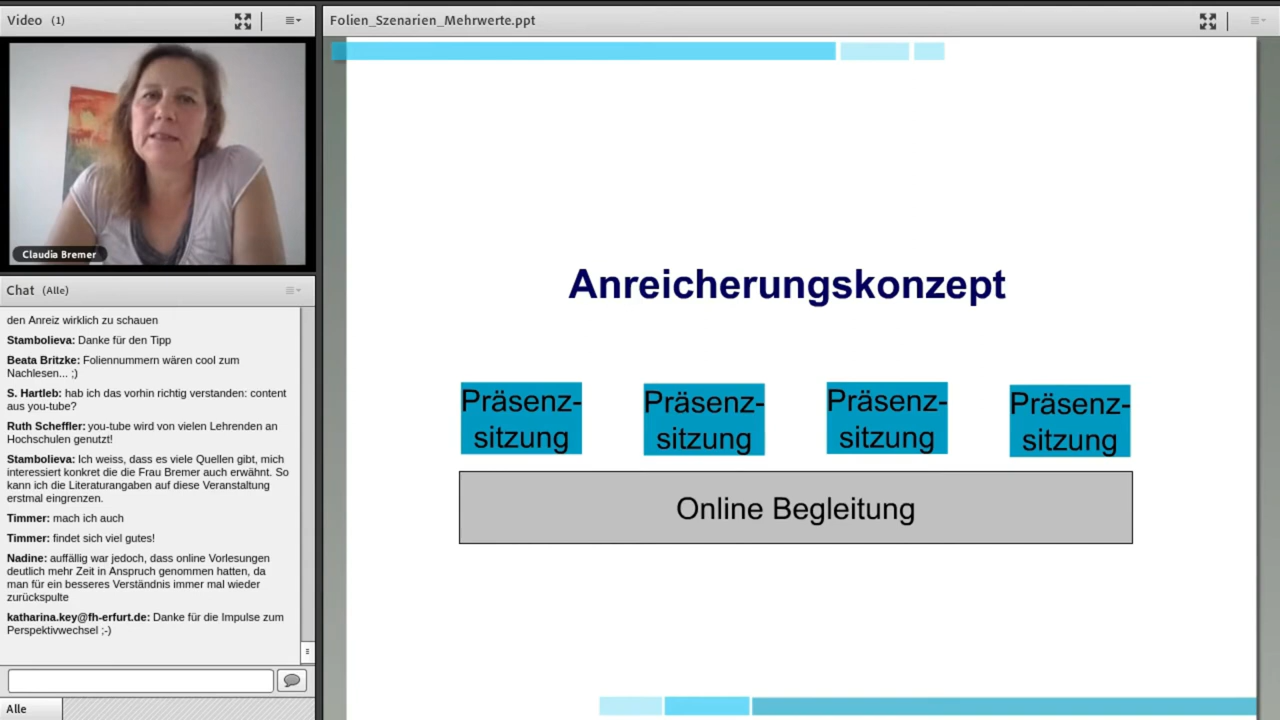 Video (1)
Claudia Bremer
Chat (Alle)
den Anreiz wirklich zu schauen
Stambolieva: Danke für den Tipp
Beata Britzke: Foliennummern wären cool zum
Nachlesen... ;)
S. Hartleb: hab ich das vorhin richtig verstanden: content
aus you-tube?
Ruth Scheffler: you-tube wird von vielen Lehrenden an
Hochschulen genutzt!
Stambolieva: Ich weiss, dass es viele Quellen gibt, mich
interessiert konkret die die Frau Bremer auch erwähnt. So
kann ich die Literaturangaben auf diese Veranstaltung
erstmal eingrenzen.
Timmer: mach ich auch
Timmer: findet sich viel gutes!
Nadine: auffällig war jedoch, dass online Vorlesungen
deutlich mehr Zeit in Anspruch genommen hatten, da
man für ein besseres Verständnis immer mal wieder
zurückspulte
katharina.key@fh-erfurt.de: Danke für die Impulse zum
Perspektivwechsel ;-)
Alle
Folien_Szenarien_Mehrwerte.ppt
Anreicherungskonzept
Präsenz-
sitzung
Präsenz-
sitzung
Präsenz-
sitzung
Präsenz-
sitzung
Online Begleitung